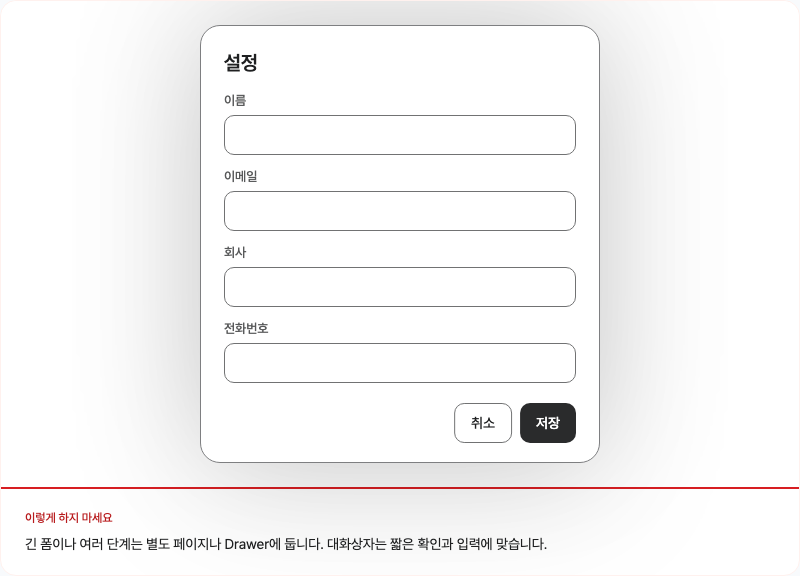 설정
이름
이메일
회사
전화번호
취소
저장
이렇게 하지 마세요
긴 폼이나 여러 단계는 별도 페이지나 Drawer에 둡니다. 대화상자는 짧은 확인과 입력에 맞습니다.